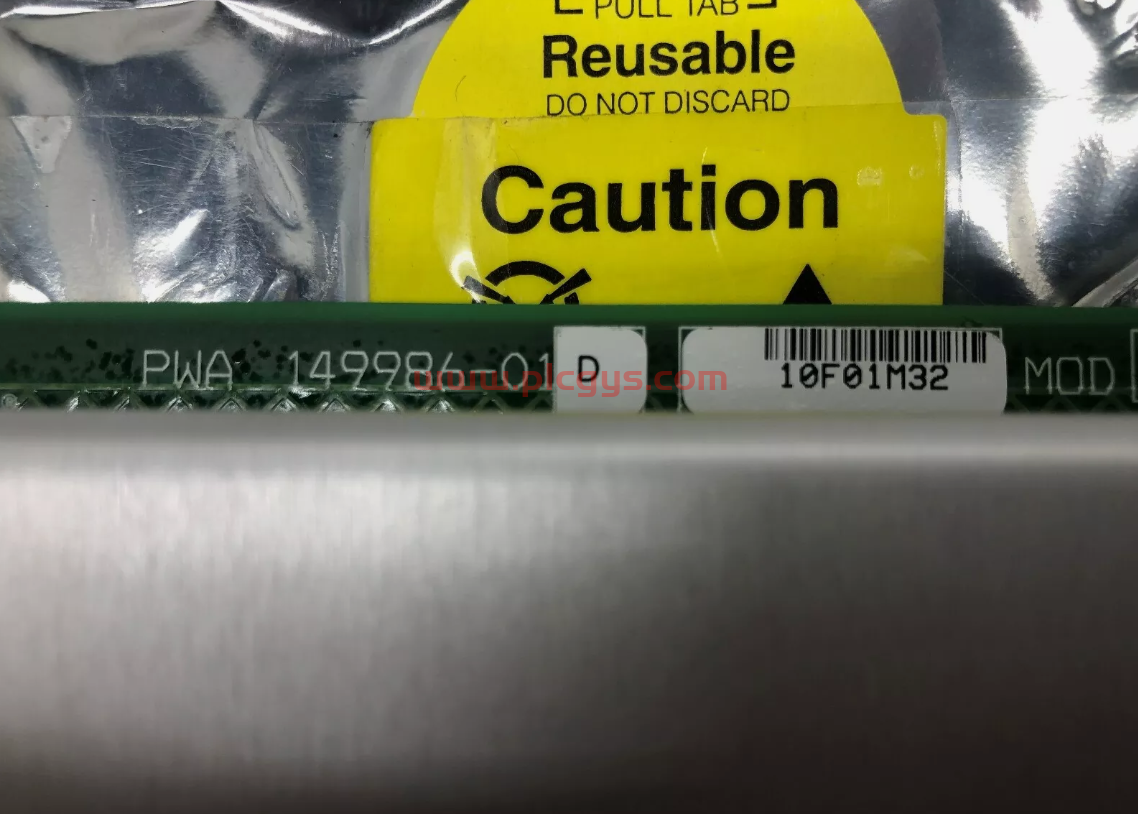 PULL TAB
Reusable
DO NOT DISCARD
Caution
PWA 149986-01 D 10F01M32 MOD
www.plcgys.com